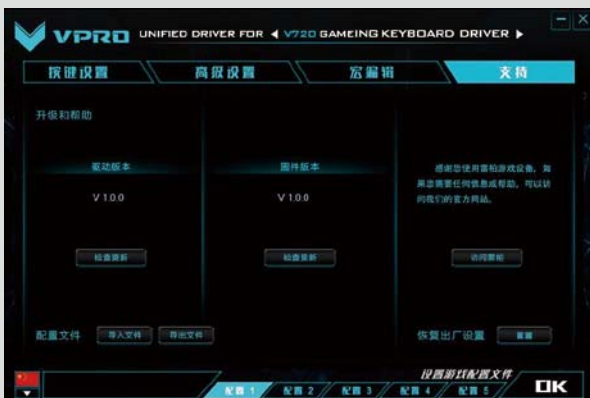 VPRO UNIFIED DRIVER FOR ◀ V720 GAMEING KEYBOARD DRIVER ▶
按键设置 高级设置 宏编辑 支持
升级和帮助
驱动版本 固件版本
V 1.0.0 V 1.0.0
感谢您使用雷柏游戏设备，如
果您需要任何信息或帮助，可以访
问我们的官方网站。
检查更新 检查更新 访问雷柏
配置文件 导入文件 导出文件 恢复出厂设置 重置
设置游戏配置文件
配置 1 配置 2 配置 3 配置 4 配置 5 OK